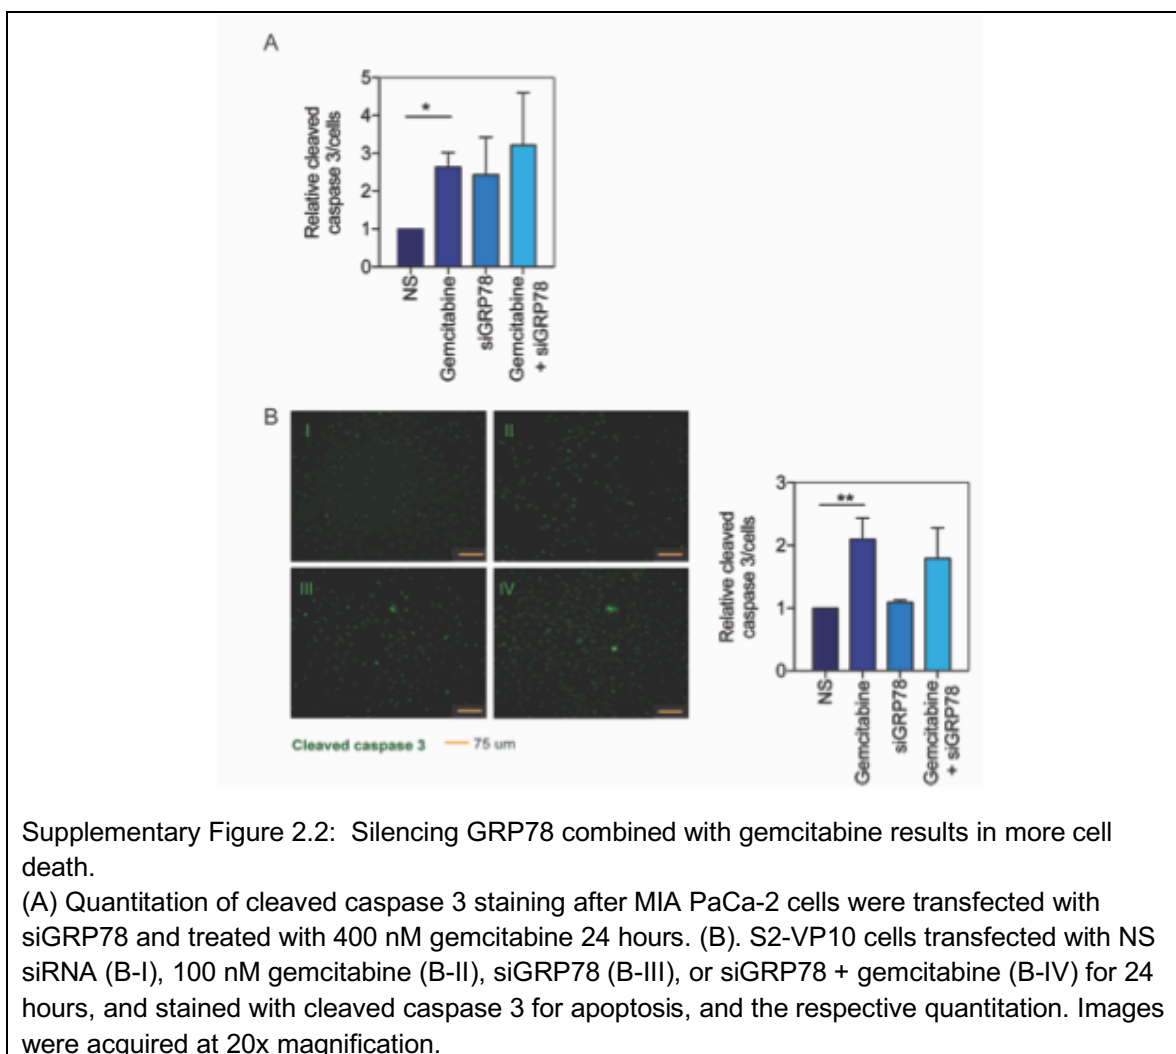 A
5
4
3
2
1
0
Relative cleaved
caspase 3/cells
*
NS
Gemcitabine
siGRP78
Gemcitabine
+ siGRP78
B
I
II
III
IV
Cleaved caspase 3
75 um
3
2
1
0
Relative cleaved
caspase 3/cells
**
NS
Gemcitabine
siGRP78
Gemcitabine
+ siGRP78
Supplementary Figure 2.2:  Silencing GRP78 combined with gemcitabine results in more cell
death.
(A) Quantitation of cleaved caspase 3 staining after MIA PaCa-2 cells were transfected with
siGRP78 and treated with 400 nM gemcitabine 24 hours. (B). S2-VP10 cells transfected with NS
siRNA (B-I), 100 nM gemcitabine (B-II), siGRP78 (B-III), or siGRP78 + gemcitabine (B-IV) for 24
hours, and stained with cleaved caspase 3 for apoptosis, and the respective quantitation. Images
were acquired at 20x magnification.